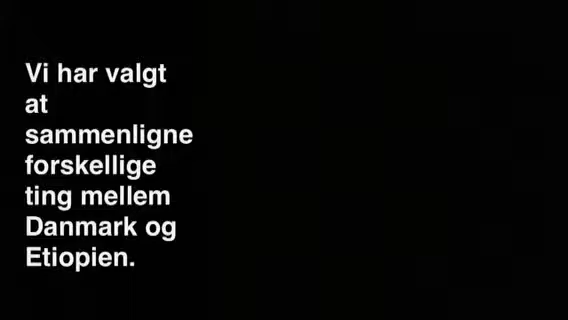 Vi har valgt
at
sammenligne
forskellige
ting mellem
Danmark og
Etiopien.